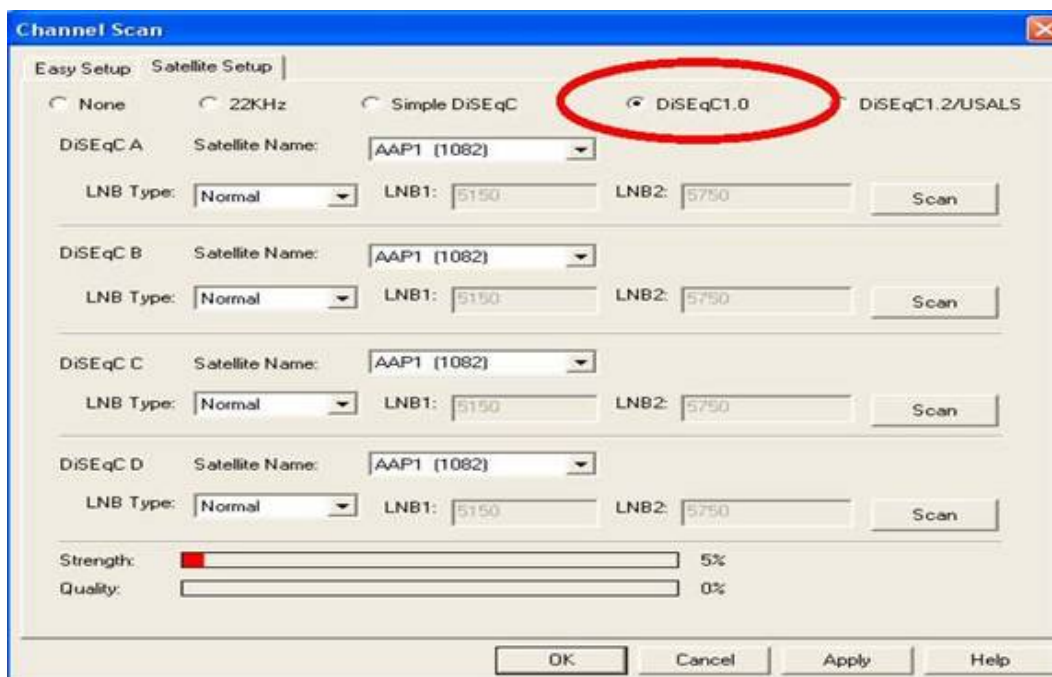 Channel Scan
Easy Setup Satellite Setup
None 22KHz Simple DiSEqC DiSEqC1.0 DiSEqC1.2/USALS
DiSEqC A Satellite Name: AAP1 (1082)
LNB Type: Normal LNB1: 5150 LNB2: 5750 Scan
DiSEqC B Satellite Name: AAP1 (1082)
LNB Type: Normal LNB1: 5150 LNB2: 5750 Scan
DiSEqC C Satellite Name: AAP1 (1082)
LNB Type: Normal LNB1: 5150 LNB2: 5750 Scan
DiSEqC D Satellite Name: AAP1 (1082)
LNB Type: Normal LNB1: 5150 LNB2: 5750 Scan
Strength: 5%
Quality: 0%
OK Cancel Apply Help